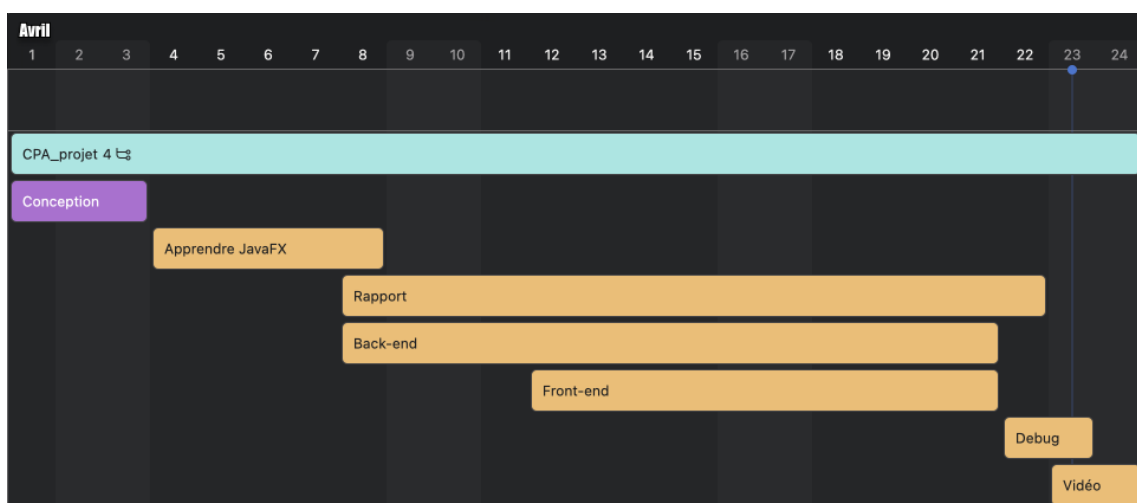 Avril
1 2 3 4 5 6 7 8 9 10 11 12 13 14 15 16 17 18 19 20 21 22 23 24
CPA_projet 4
Conception
Apprendre JavaFX
Rapport
Back-end
Front-end
Debug
Vidéo